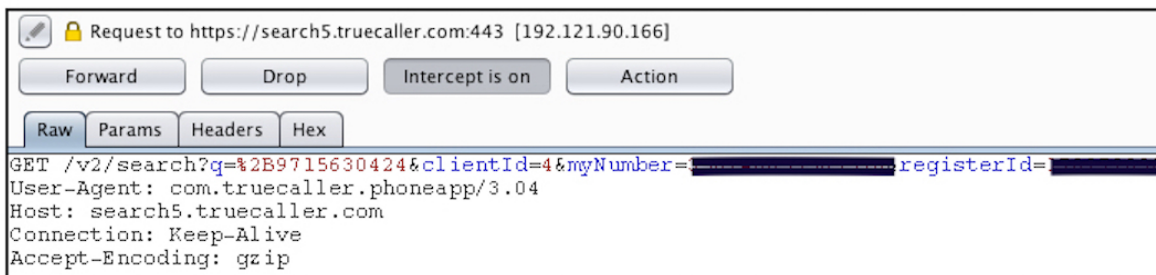 Request to https://search5.truecaller.com:443 [192.121.90.166]
Forward Drop Intercept is on Action
Raw Params Headers Hex
GET /v2/search?q=%2B9715630424&clientId=4&myNumber= registerId=
User-Agent: com.truecaller.phoneapp/3.04
Host: search5.truecaller.com
Connection: Keep-Alive
Accept-Encoding: gzip